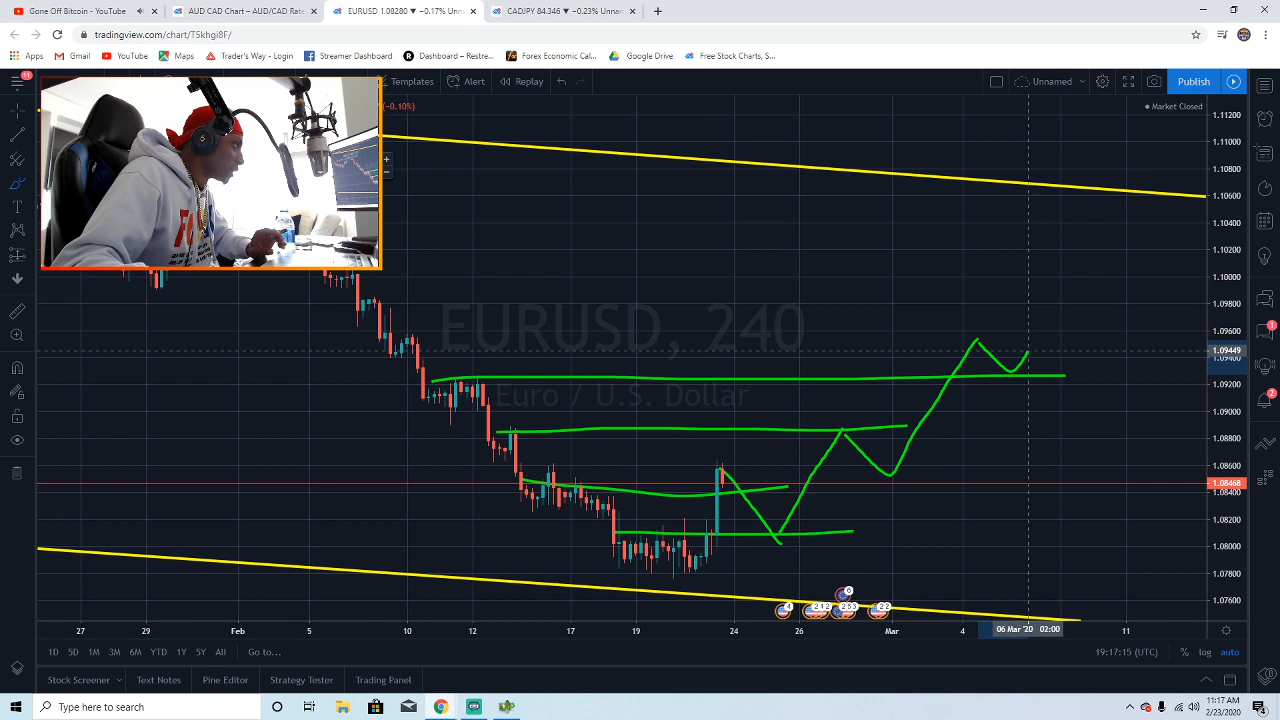 Gone Off Bitcoin - YouTube
AUD CAD Chart – AUD/CAD Rate
EURUSD 1.08280 ▼ −0.17% Unnam
CADJPY 84.346 ▼ −0.23% Unnam
tradingview.com/chart/T5khgi8F/
Apps
Gmail
YouTube
Maps
Trader's Way - Login
Streamer Dashboard
Dashboard – Restre...
Forex Economic Cal...
Google Drive
Free Stock Charts, S...
11
Templates
Alert
Replay
Unnamed
Publish
(−0.10%)
Market Closed
1.11200
1.11000
1.10800
1.10600
1.10400
1.10200
1.10000
1.09800
1.09600
1.09449
1.09400
1.09200
1.09000
1.08800
1.08600
1.08468
1.08400
1.08200
1.08000
1.07800
1.07600
EURUSD, 240
Euro / U.S. Dollar
1
2
27
29
Feb
5
10
12
17
19
24
26
Mar
4
06 Mar '20 02:00
11
1D
5D
1M
3M
6M
YTD
1Y
5Y
All
Go to...
19:17:15 (UTC)
%
log
auto
Stock Screener
Text Notes
Pine Editor
Strategy Tester
Trading Panel
Type here to search
11:17 AM
2/23/2020